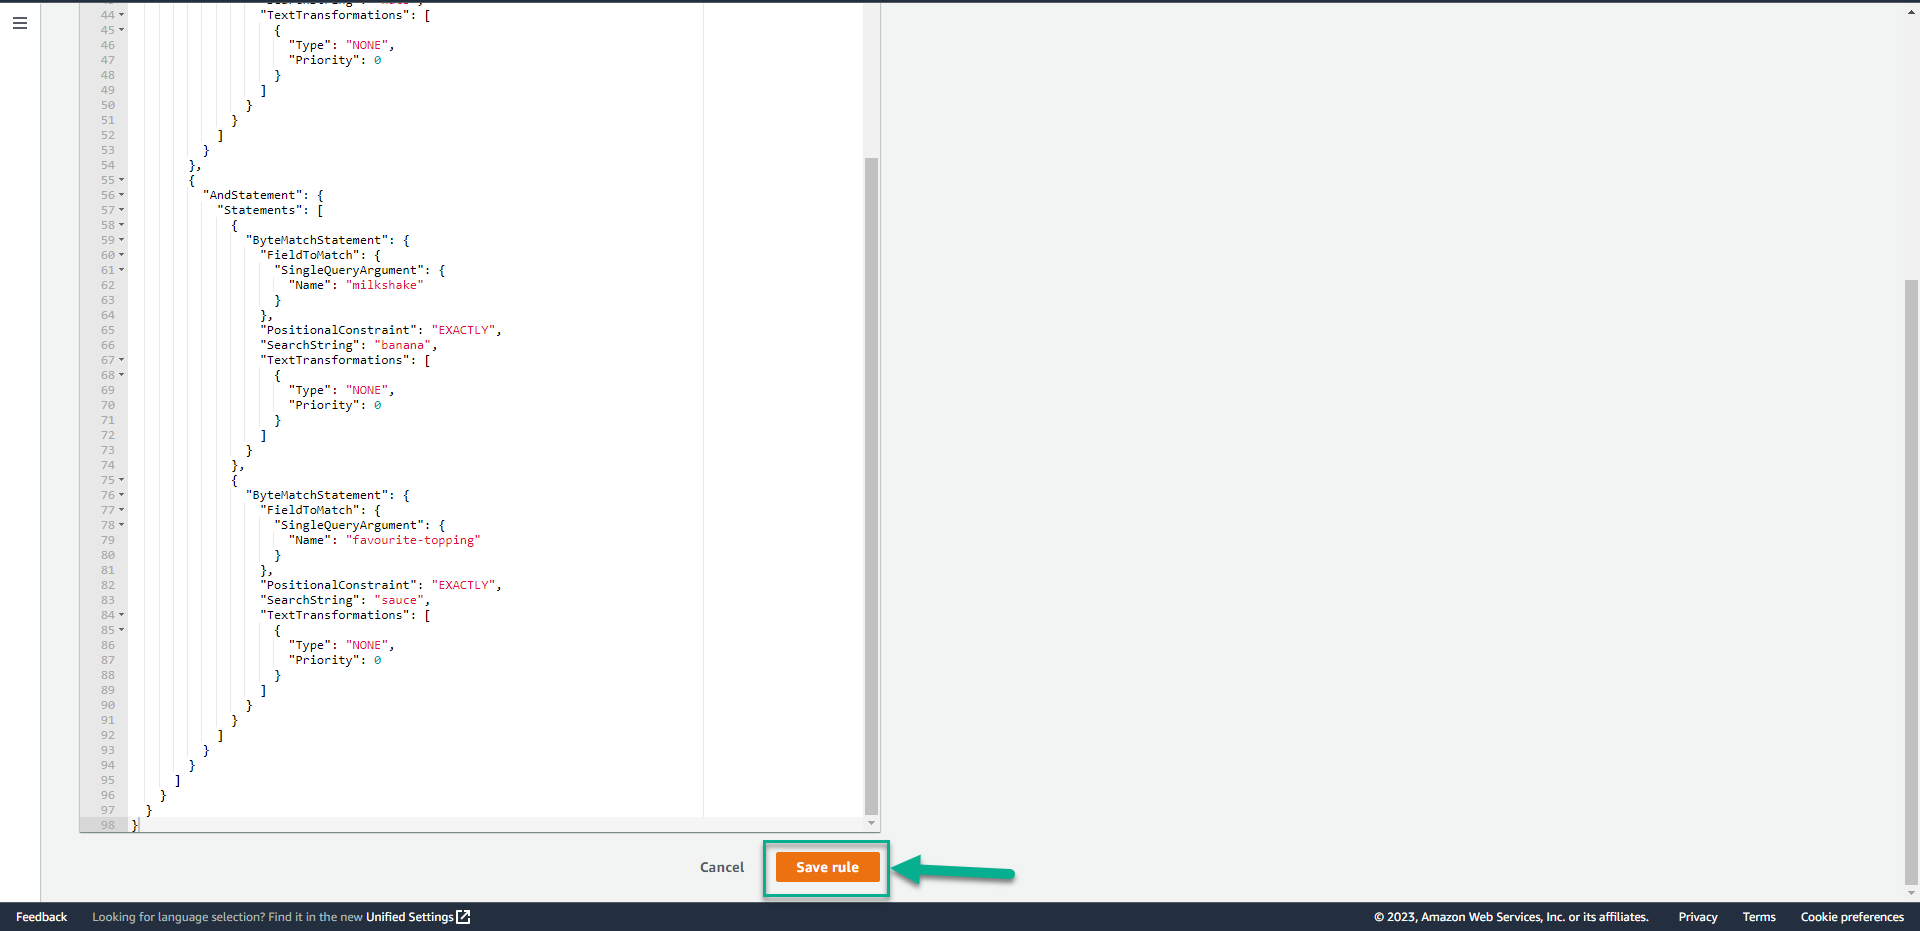 44 "TextTransformations": [
45 {
46 "Type": "NONE",
47 "Priority": 0
48 }
49 ]
50 }
51 }
52 ]
53 }
54 },
55 {
56 "AndStatement": {
57 "Statements": [
58 {
59 "ByteMatchStatement": {
60 "FieldToMatch": {
61 "SingleQueryArgument": {
62 "Name": "milkshake"
63 }
64 },
65 "PositionalConstraint": "EXACTLY",
66 "SearchString": "banana",
67 "TextTransformations": [
68 {
69 "Type": "NONE",
70 "Priority": 0
71 }
72 ]
73 }
74 },
75 {
76 "ByteMatchStatement": {
77 "FieldToMatch": {
78 "SingleQueryArgument": {
79 "Name": "favourite-topping"
80 }
81 },
82 "PositionalConstraint": "EXACTLY",
83 "SearchString": "sauce",
84 "TextTransformations": [
85 {
86 "Type": "NONE",
87 "Priority": 0
88 }
89 ]
90 }
91 }
92 ]
93 }
94 }
95 ]
96 }
97 }
98 }
Cancel Save rule
Feedback Looking for language selection? Find it in the new Unified Settings © 2023, Amazon Web Services, Inc. or its affiliates. Privacy Terms Cookie preferences